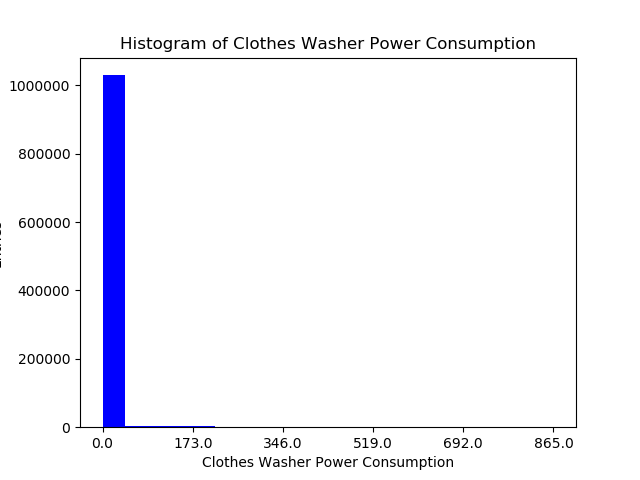 Histogram of Clothes Washer Power Consumption
1000000
800000
600000
400000
200000
0
0.0 173.0 346.0 519.0 692.0 865.0
Clothes Washer Power Consumption